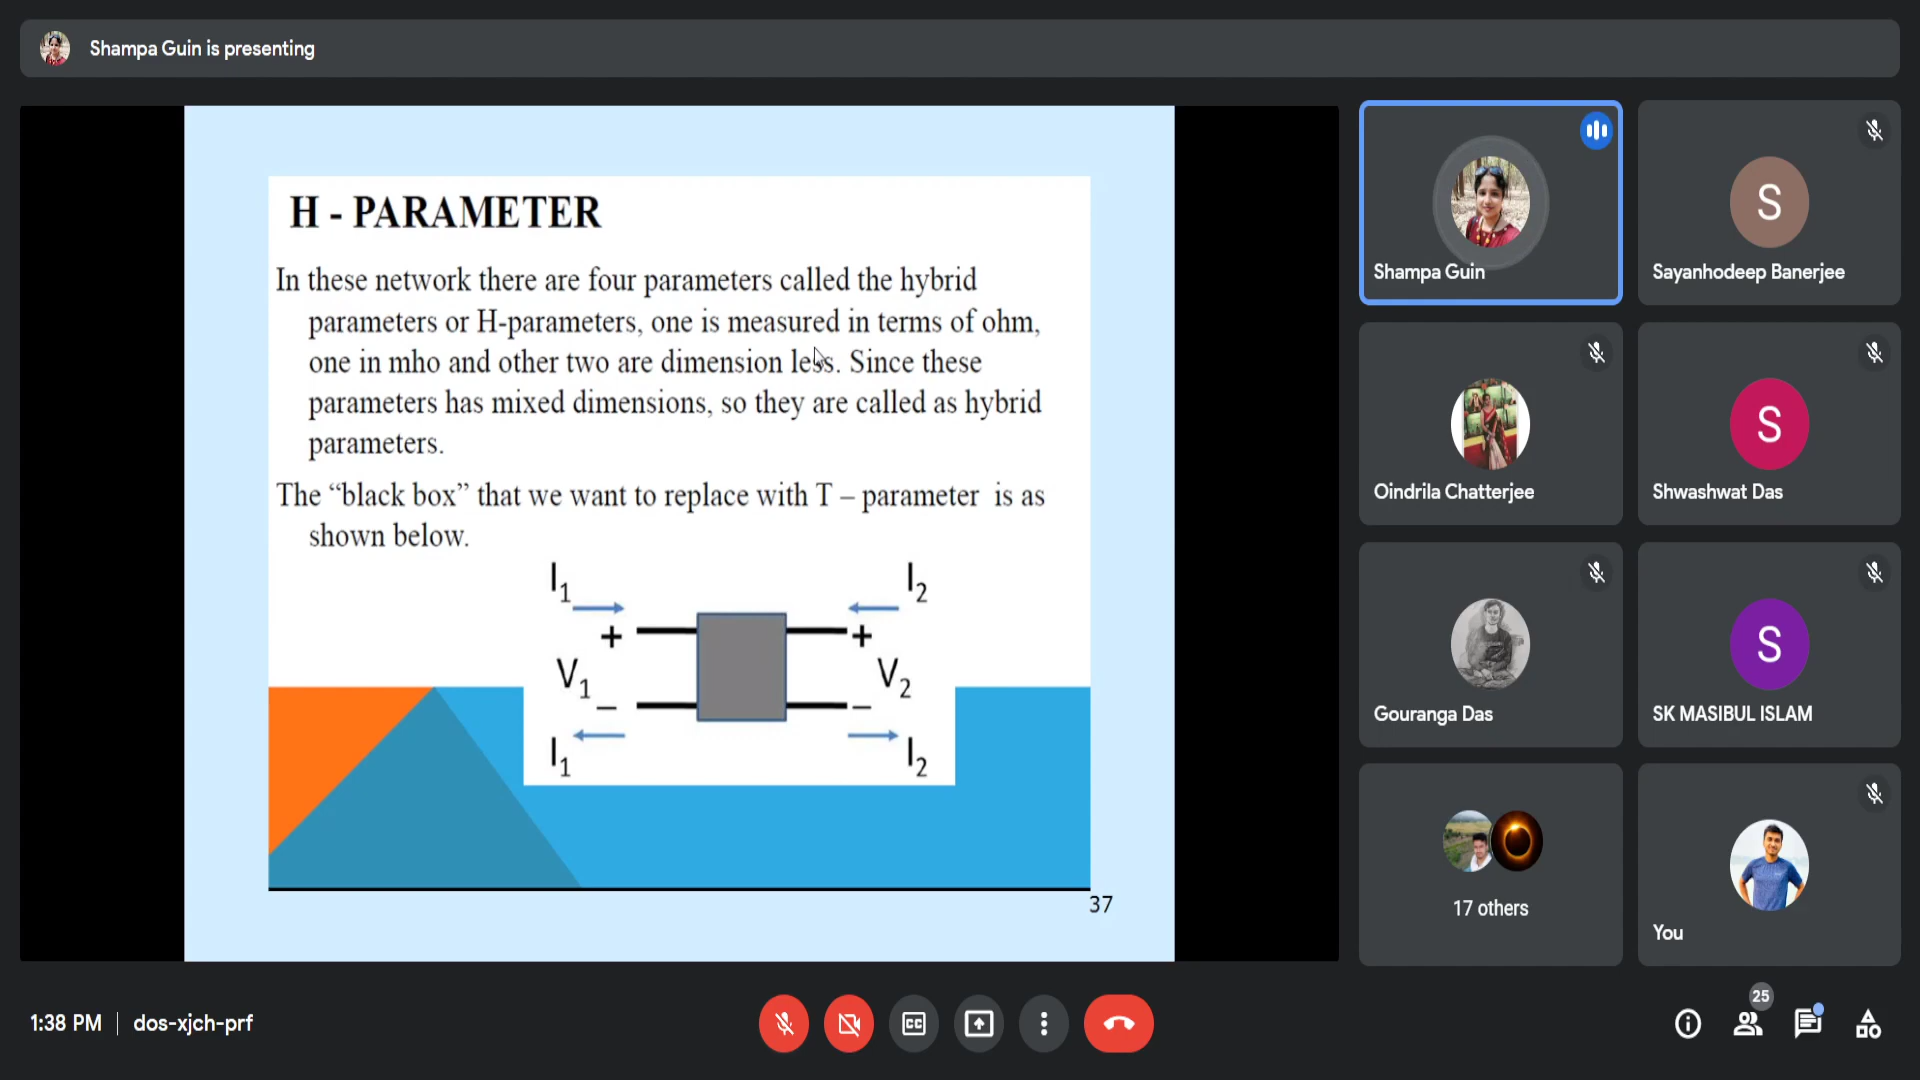 Shampa Guin is presenting
H - PARAMETER
In these network there are four parameters called the hybrid
parameters or H-parameters, one is measured in terms of ohm,
one in mho and other two are dimension less. Since these
parameters has mixed dimensions, so they are called as hybrid
parameters.
The “black box” that we want to replace with T – parameter is as
shown below.
I1
I2
+
+
V1
V2
–
–
I1
I2
37
Shampa Guin
S
Sayanhodeep Banerjee
Oindrila Chatterjee
S
Shwashwat Das
Gouranga Das
S
SK MASIBUL ISLAM
17 others
You
1:38 PM | dos-xjch-prf
CC
25